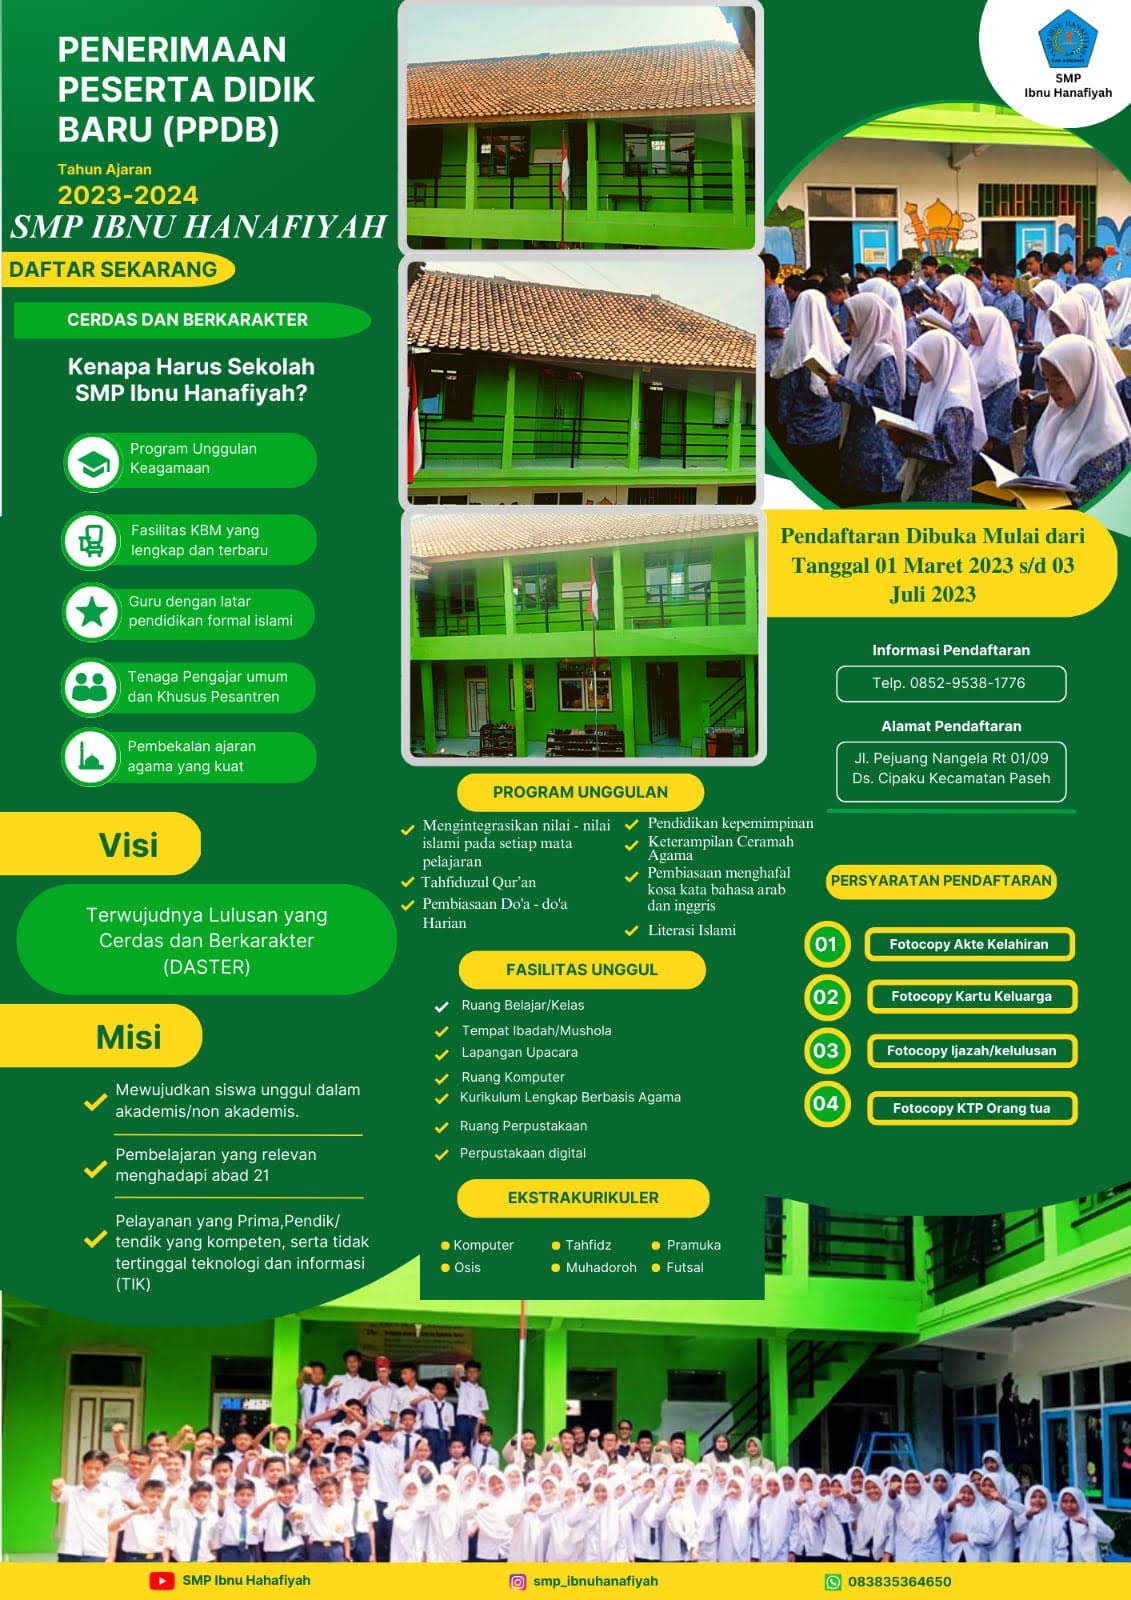 PENERIMAAN
PESERTA DIDIK
BARU (PPDB)
Tahun Ajaran
2023-2024
SMP IBNU HANAFIYAH
DAFTAR SEKARANG
CERDAS DAN BERKARAKTER
Kenapa Harus Sekolah
SMP Ibnu Hanafiyah?
Program Unggulan
Keagamaan
Fasilitas KBM yang
lengkap dan terbaru
Guru dengan latar
pendidikan formal islami
Tenaga Pengajar umum
dan Khusus Pesantren
Pembekalan ajaran
agama yang kuat
Visi
Terwujudnya Lulusan yang
Cerdas dan Berkarakter
(DASTER)
Misi
Mewujudkan siswa unggul dalam
akademis/non akademis.
Pembelajaran yang relevan
menghadapi abad 21
Pelayanan yang Prima,Pendik/
tendik yang kompeten, serta tidak
tertinggal teknologi dan informasi
(TIK)
PROGRAM UNGGULAN
Mengintegrasikan nilai - nilai
islami pada setiap mata
pelajaran
Tahfiduzul Qur'an
Pembiasaan Do'a - do'a
Harian
Pendidikan kepemimpinan
Keterampilan Ceramah
Agama
Pembiasaan menghafal
kosa kata bahasa arab
dan inggris
Literasi Islami
FASILITAS UNGGUL
Ruang Belajar/Kelas
Tempat Ibadah/Mushola
Lapangan Upacara
Ruang Komputer
Kurikulum Lengkap Berbasis Agama
Ruang Perpustakaan
Perpustakaan digital
EKSTRAKURIKULER
Komputer
Tahfidz
Pramuka
Osis
Muhadoroh
Futsal
SMP
Ibnu Hanafiyah
Pendaftaran Dibuka Mulai dari
Tanggal 01 Maret 2023 s/d 03
Juli 2023
Informasi Pendaftaran
Telp. 0852-9538-1776
Alamat Pendaftaran
Jl. Pejuang Nangela Rt 01/09
Ds. Cipaku Kecamatan Paseh
PERSYARATAN PENDAFTARAN
01 Fotocopy Akte Kelahiran
02 Fotocopy Kartu Keluarga
03 Fotocopy Ijazah/kelulusan
04 Fotocopy KTP Orang tua
SMP Ibnu Hahafiyah
smp_ibnuhanafiyah
083835364650